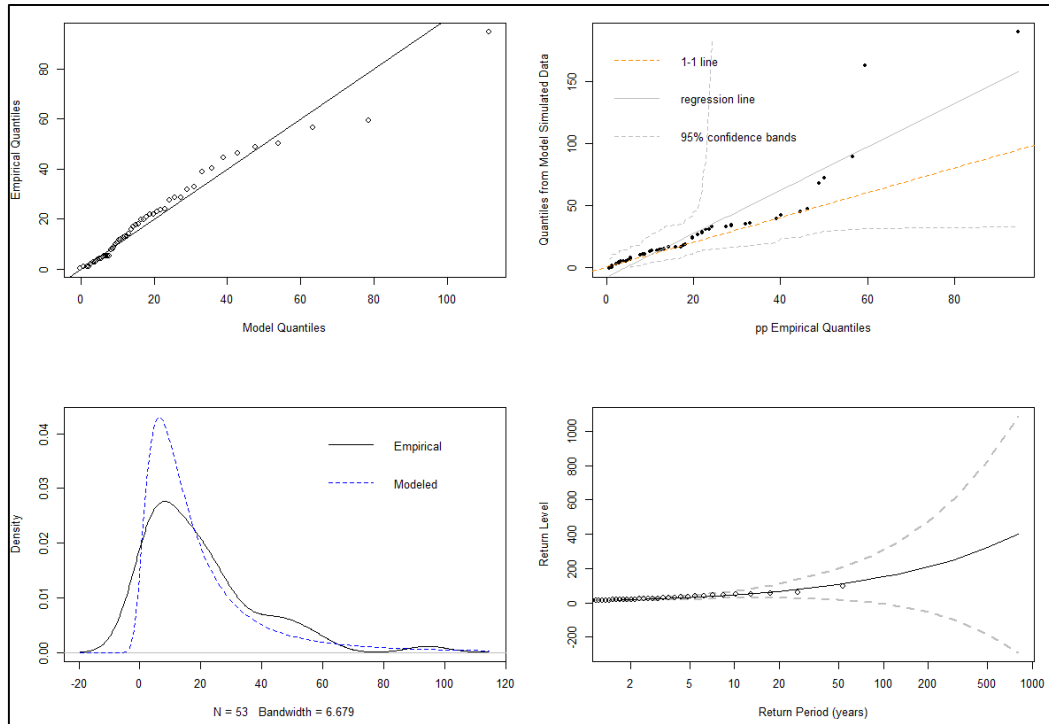 Empirical Quantiles
0 20 40 60 80
0 20 40 60 80 100
Model Quantiles
Quantiles from Model Simulated Data
0 50 100 150
1-1 line
regression line
95% confidence bands
0 20 40 60 80
pp Empirical Quantiles
Density
0.00 0.01 0.02 0.03 0.04
Empirical
Modeled
-20 0 20 40 60 80 100 120
N = 53 Bandwidth = 6.679
Return Level
-200 0 200 400 600 800 1000
2 5 10 20 50 100 200 500 1000
Return Period (years)